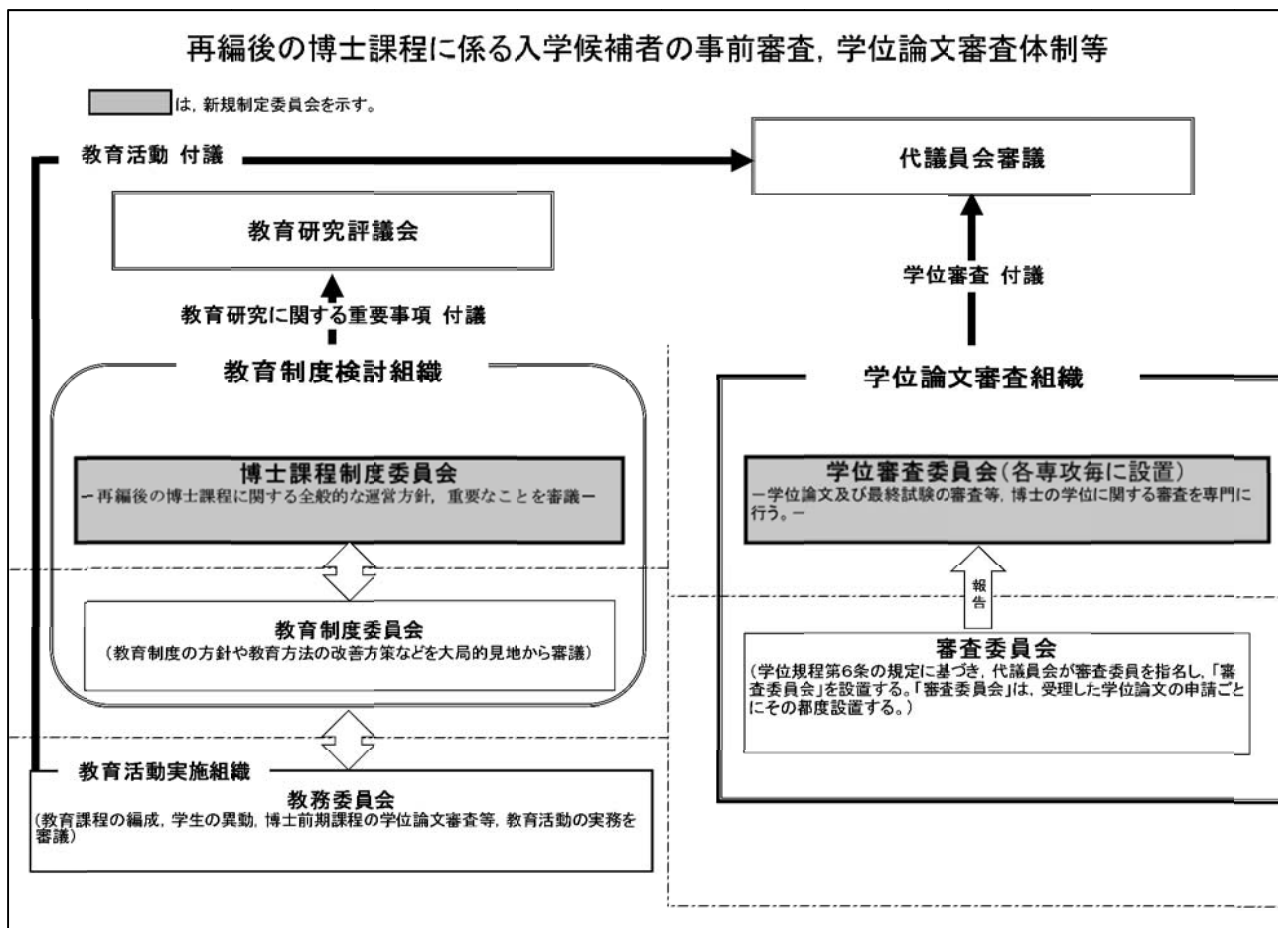 再編後の博士課程に係る入学候補者の事前審査, 学位論文審査体制等
は, 新規制定委員会を示す。
教育活動 付議
代議員会審議
教育研究評議会
学位審査 付議
教育研究に関する重要事項 付議
教育制度検討組織
学位論文審査組織
博士課程制度委員会
－再編後の博士課程に関する全般的な運営方針, 重要なことを審議－
学位審査委員会(各専攻毎に設置)
－学位論文及び最終試験の審査等, 博士の学位に関する審査を専門に
行う。－
報告
教育制度委員会
(教育制度の方針や教育方法の改善方策などを大局的見地から審議)
審査委員会
(学位規程第6条の規定に基づき, 代議員会が審査委員を指名し, 「審
査委員会」を設置する。「審査委員会」は, 受理した学位論文の申請ごと
にその都度設置する。)
教育活動実施組織
教務委員会
(教育課程の編成, 学生の異動, 博士前期課程の学位論文審査等, 教育活動の実務を
審議)